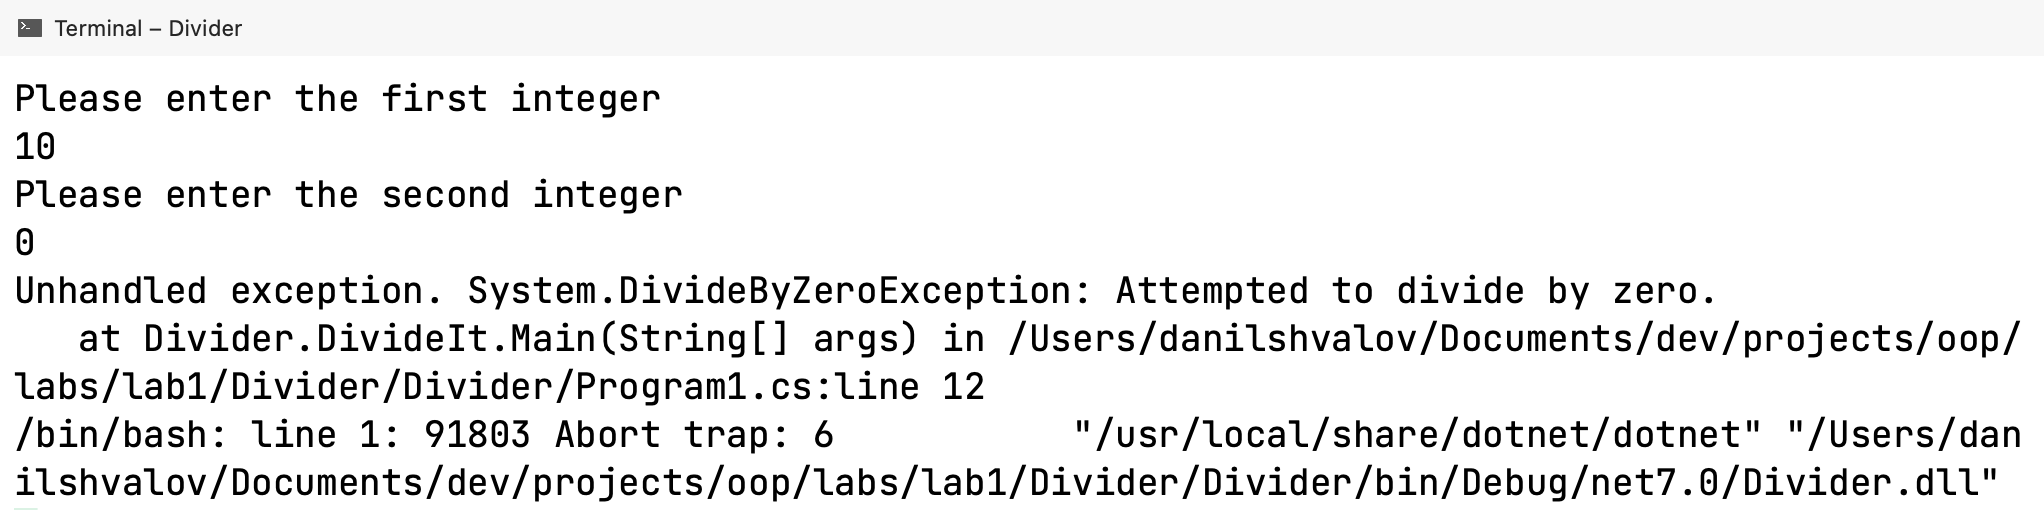 Terminal – Divider
Please enter the first integer
10
Please enter the second integer
0
Unhandled exception. System.DivideByZeroException: Attempted to divide by zero.
   at Divider.DivideIt.Main(String[] args) in /Users/danilshvalov/Documents/dev/projects/oop/
labs/lab1/Divider/Divider/Program1.cs:line 12
/bin/bash: line 1: 91803 Abort trap: 6           "/usr/local/share/dotnet/dotnet" "/Users/dan
ilshvalov/Documents/dev/projects/oop/labs/lab1/Divider/Divider/bin/Debug/net7.0/Divider.dll"